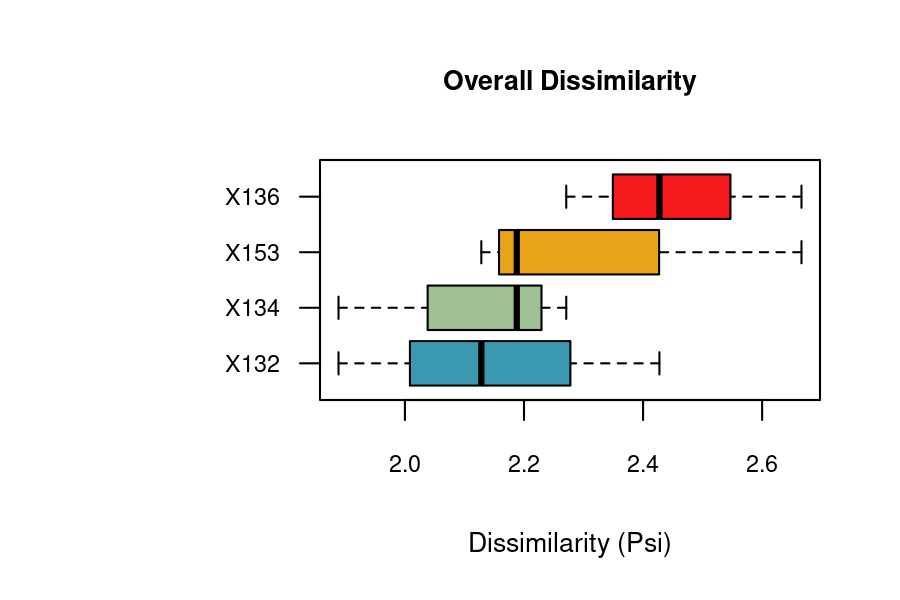 Overall Dissimilarity
X136
X153
X134
X132
2.0 2.2 2.4 2.6
Dissimilarity (Psi)